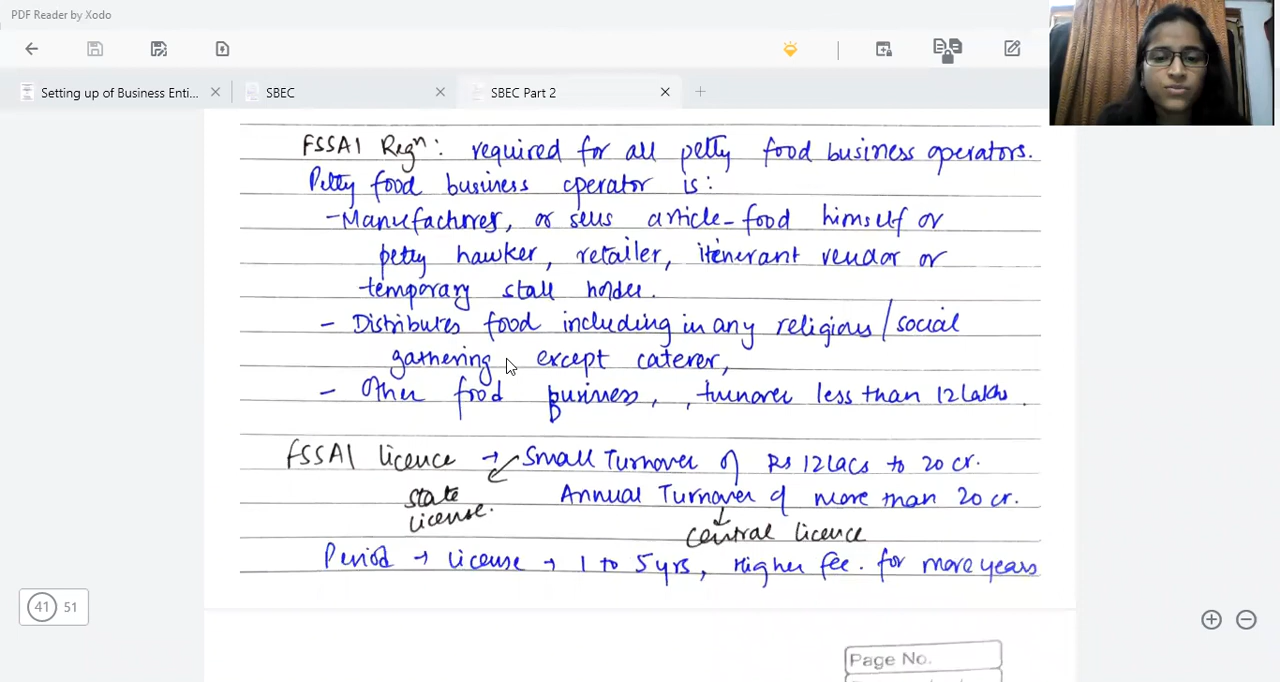 PDF Reader by Xodo
Setting up of Business Enti...
SBEC
SBEC Part 2
FSSAI Regn: required for all petty food business operators.
Petty food business operator is:
- Manufactures, or sells article-food himself or
petty hawker, retailer, itenerant vendor or
temporary stall holder.
- Distributes food including in any religious/social
gathering except caterer,
- Other food business, , turnover less than 12 lakhs.
FSSAI licence → Small Turnover of Rs 12 lacs to 20 cr.
state
license.
Annual Turnover of more than 20 cr.
central licence
Period → license → 1 to 5 yrs, Higher fee. for more years
41 51
Page No.